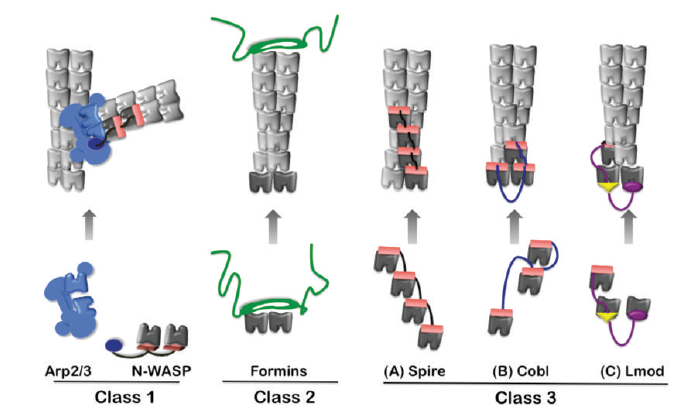 Arp2/3 N-WASP Formins (A) Spire (B) Cobl (C) Lmod
Class 1 Class 2 Class 3